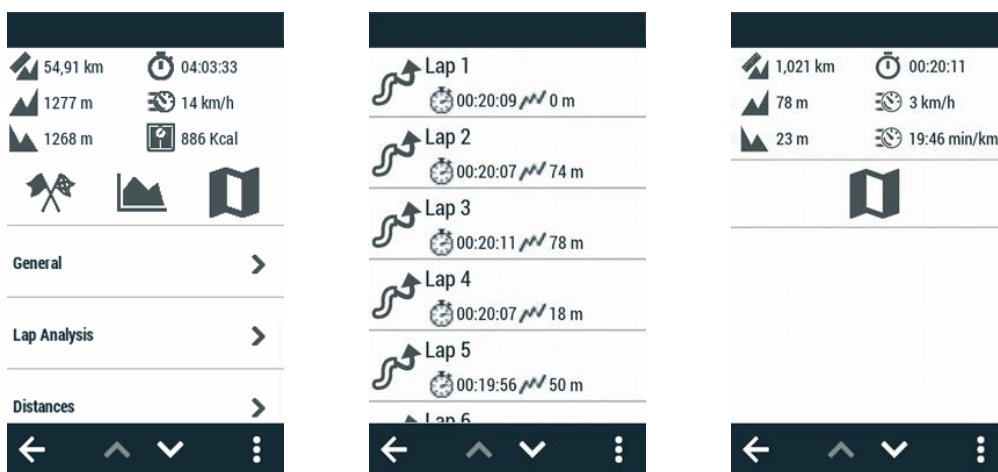 54,91 km 04:03:33
1277 m 14 km/h
1268 m 886 Kcal
General
Lap Analysis
Distances
Lap 1
00:20:09 0 m
Lap 2
00:20:07 74 m
Lap 3
00:20:11 78 m
Lap 4
00:20:07 18 m
Lap 5
00:19:56 50 m
Lap 6
1,021 km 00:20:11
78 m 3 km/h
23 m 19:46 min/km